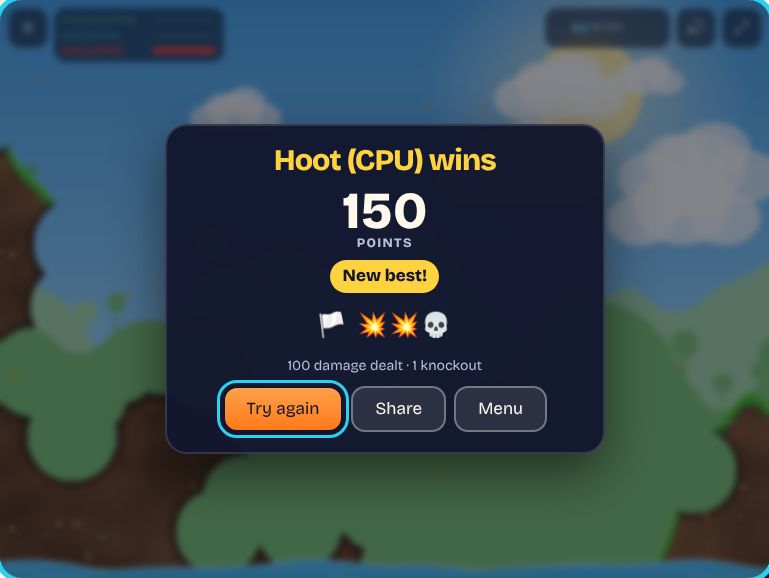 Hoot (CPU) wins
150
POINTS
New best!
100 damage dealt · 1 knockout
Try again
Share
Menu